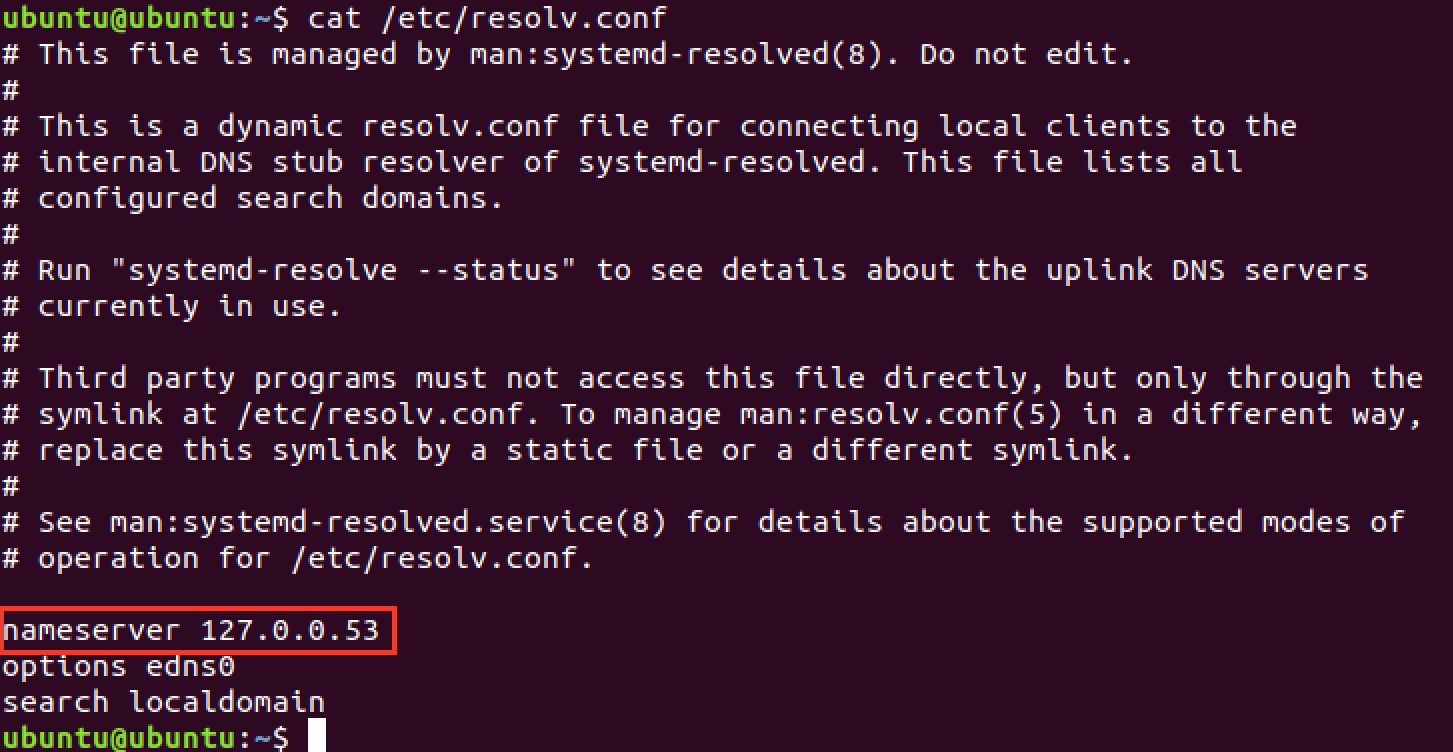 ubuntu@ubuntu:~$ cat /etc/resolv.conf
# This file is managed by man:systemd-resolved(8). Do not edit.
#
# This is a dynamic resolv.conf file for connecting local clients to the
# internal DNS stub resolver of systemd-resolved. This file lists all
# configured search domains.
#
# Run "systemd-resolve --status" to see details about the uplink DNS servers
# currently in use.
#
# Third party programs must not access this file directly, but only through the
# symlink at /etc/resolv.conf. To manage man:resolv.conf(5) in a different way,
# replace this symlink by a static file or a different symlink.
#
# See man:systemd-resolved.service(8) for details about the supported modes of
# operation for /etc/resolv.conf.

nameserver 127.0.0.53
options edns0
search localdomain
ubuntu@ubuntu:~$